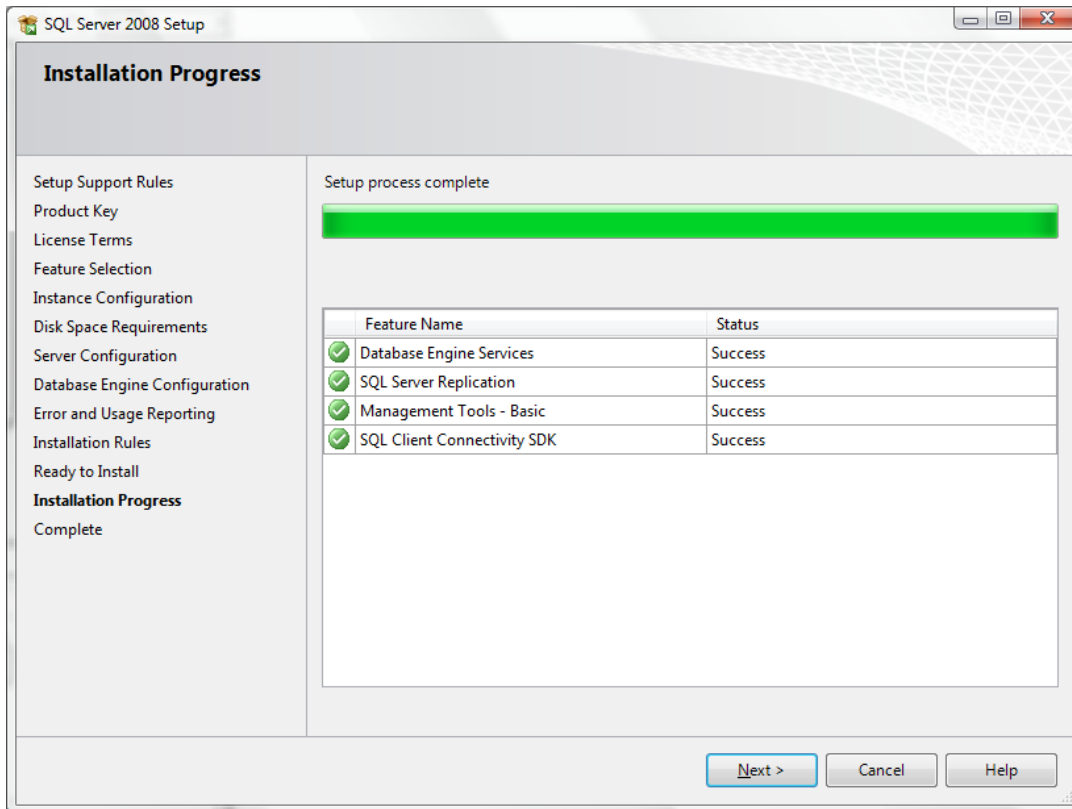 SQL Server 2008 Setup
Installation Progress
Setup Support Rules
Product Key
License Terms
Feature Selection
Instance Configuration
Disk Space Requirements
Server Configuration
Database Engine Configuration
Error and Usage Reporting
Installation Rules
Ready to Install
Installation Progress
Complete
Setup process complete
Feature Name Status
Database Engine Services Success
SQL Server Replication Success
Management Tools - Basic Success
SQL Client Connectivity SDK Success
Next > Cancel Help